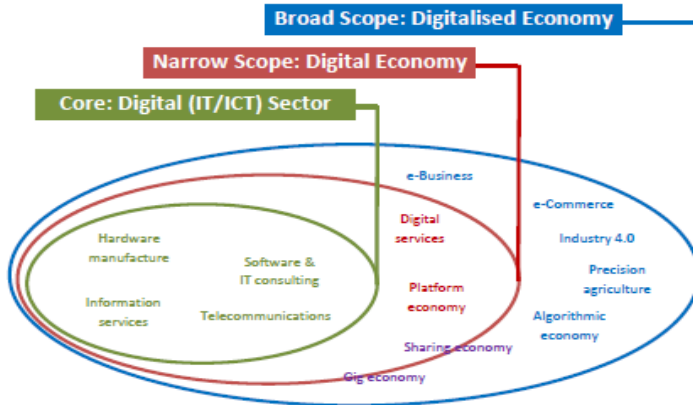 Broad Scope: Digitalised Economy
Narrow Scope: Digital Economy
Core: Digital (IT/ICT) Sector
e-Business
e-Commerce
Digital
services
Hardware
manufacture
Industry 4.0
Software &
IT consulting
Precision
agriculture
Platform
economy
Information
services
Telecommunications
Algorithmic
economy
Sharing economy
Gig economy